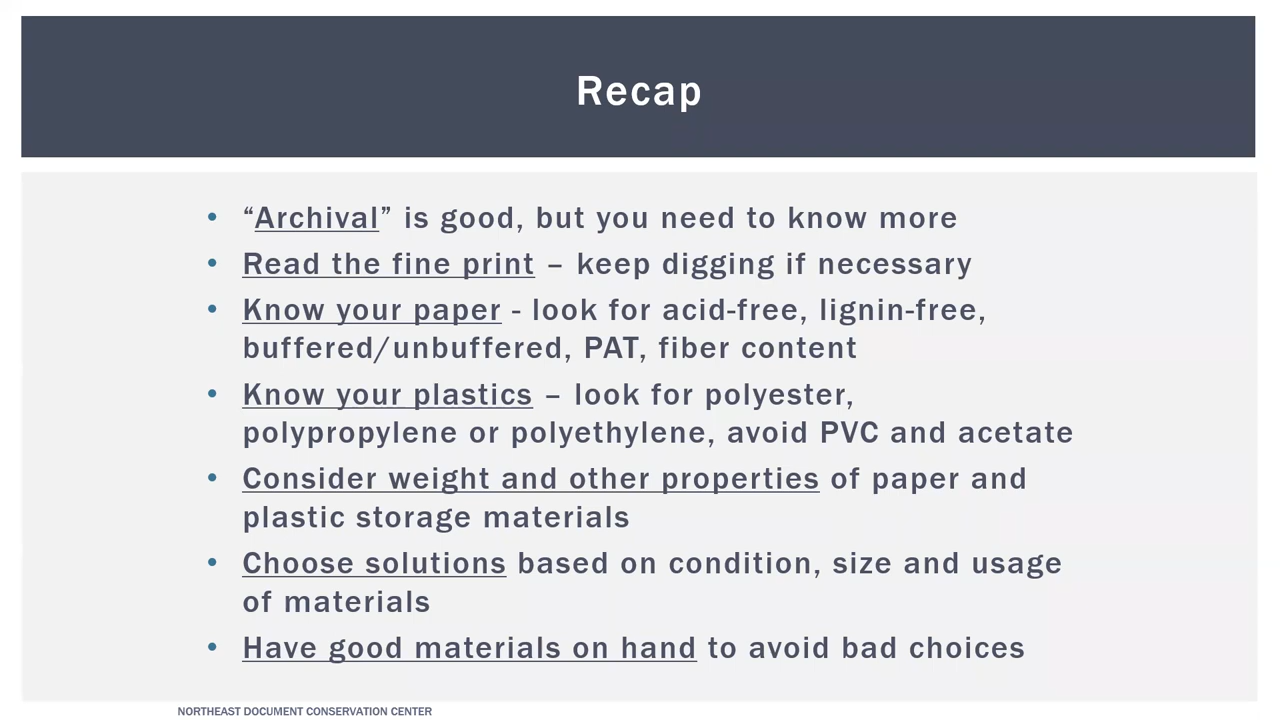 Recap
• “Archival” is good, but you need to know more
• Read the fine print – keep digging if necessary
• Know your paper - look for acid-free, lignin-free,
buffered/unbuffered, PAT, fiber content
• Know your plastics – look for polyester,
polypropylene or polyethylene, avoid PVC and acetate
• Consider weight and other properties of paper and
plastic storage materials
• Choose solutions based on condition, size and usage
of materials
• Have good materials on hand to avoid bad choices
NORTHEAST DOCUMENT CONSERVATION CENTER